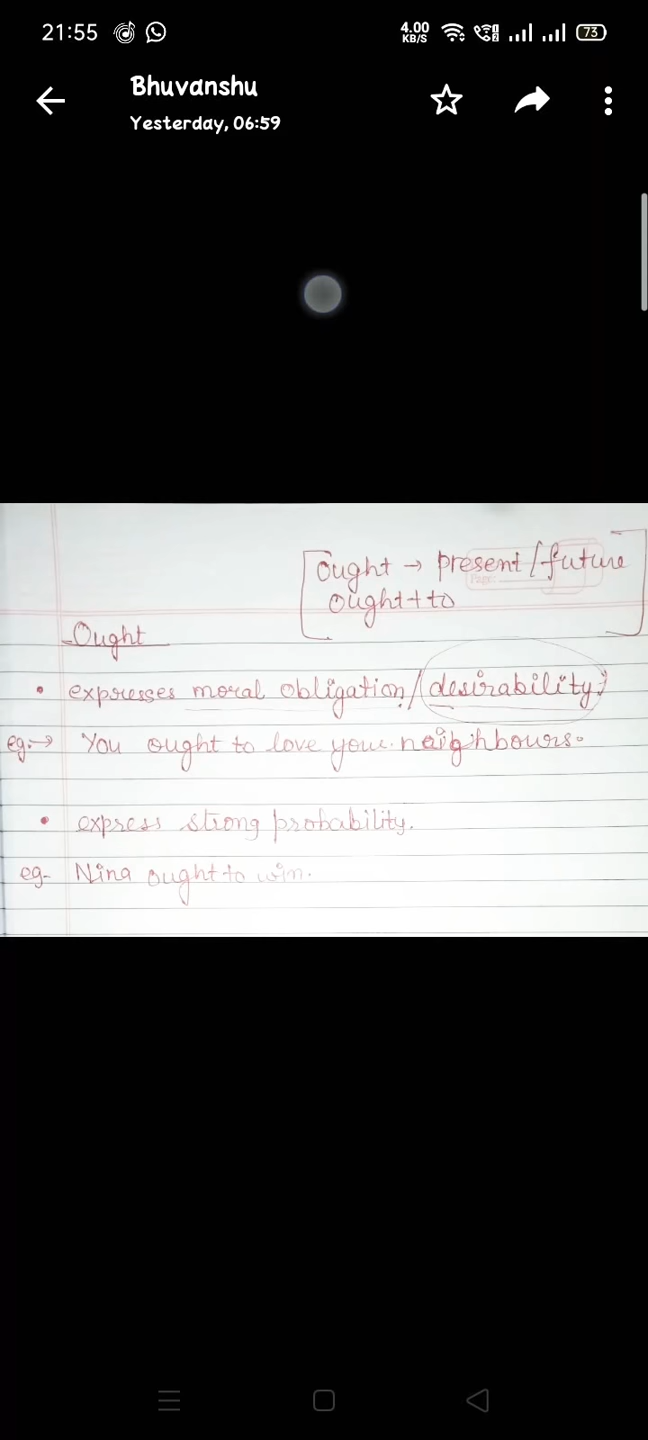 21:55
4.00 KB/S
73
Bhuvanshu
Yesterday, 06:59
ought → present/future
ought+to
Ought
• expresses moral obligation/desirability
eg.→ You ought to love your neighbours.
• express strong probability.
eg- Nina ought to win.